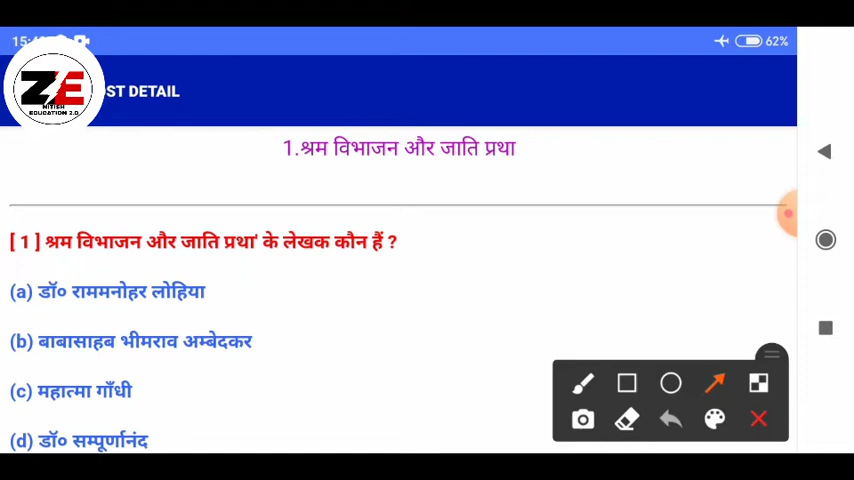 15:4
62%
ZE
NITISH
EDUCATION 2.0
ST DETAIL
1.श्रम विभाजन और जाति प्रथा
[ 1 ] श्रम विभाजन और जाति प्रथा' के लेखक कौन हैं ?
(a) डॉ० राममनोहर लोहिया
(b) बाबासाहब भीमराव अम्बेदकर
(c) महात्मा गाँधी
(d) डॉ० सम्पूर्णानंद